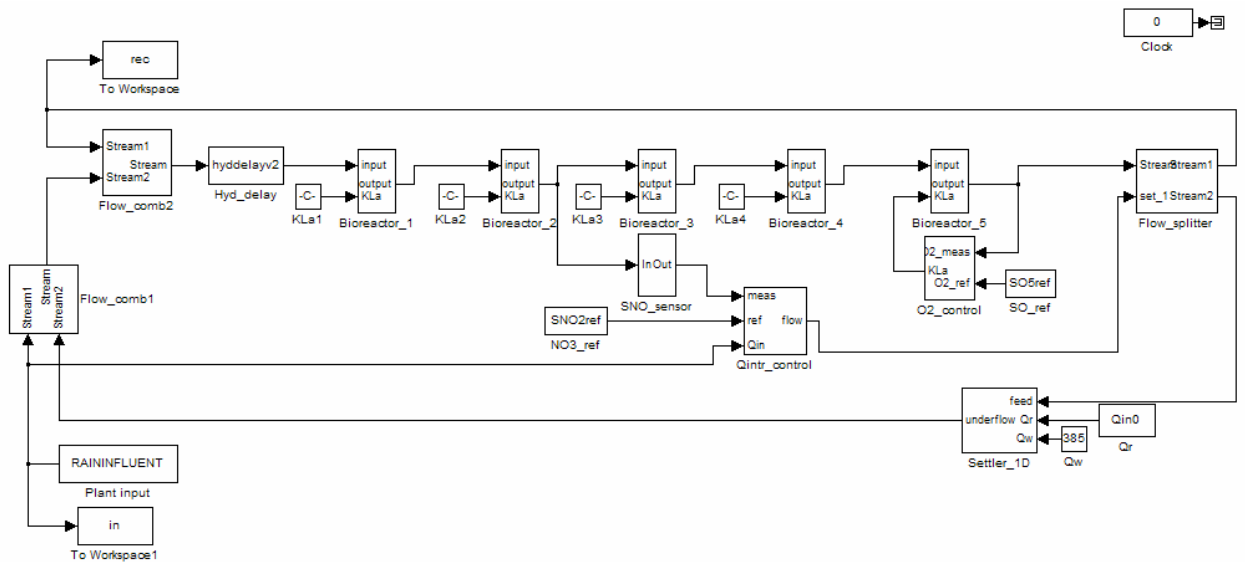 0
Clock
rec
To Workspace
Stream1
Stream
Stream2
Flow_comb2
hyddelayv2
Hyd_delay
-C-
KLa1
input
output
KLa
Bioreactor_1
-C-
KLa2
input
output
KLa
Bioreactor_2
-C-
KLa3
input
output
KLa
Bioreactor_3
-C-
KLa4
input
output
KLa
Bioreactor_4
input
output
KLa
Bioreactor_5
Stream Stream1
set_1 Stream2
Flow_splitter
O2_meas
KLa
O2_ref
O2_control
SO5ref
SO_ref
InOut
SNO_sensor
Stream
Stream1 Stream2
Flow_comb1
SNO2ref
NO3_ref
meas
ref flow
Qin
Qintr_control
feed
underflow Qr
Qw
Settler_1D
385
Qw
Qin0
Qr
RAININFLUENT
Plant input
in
To Workspace1